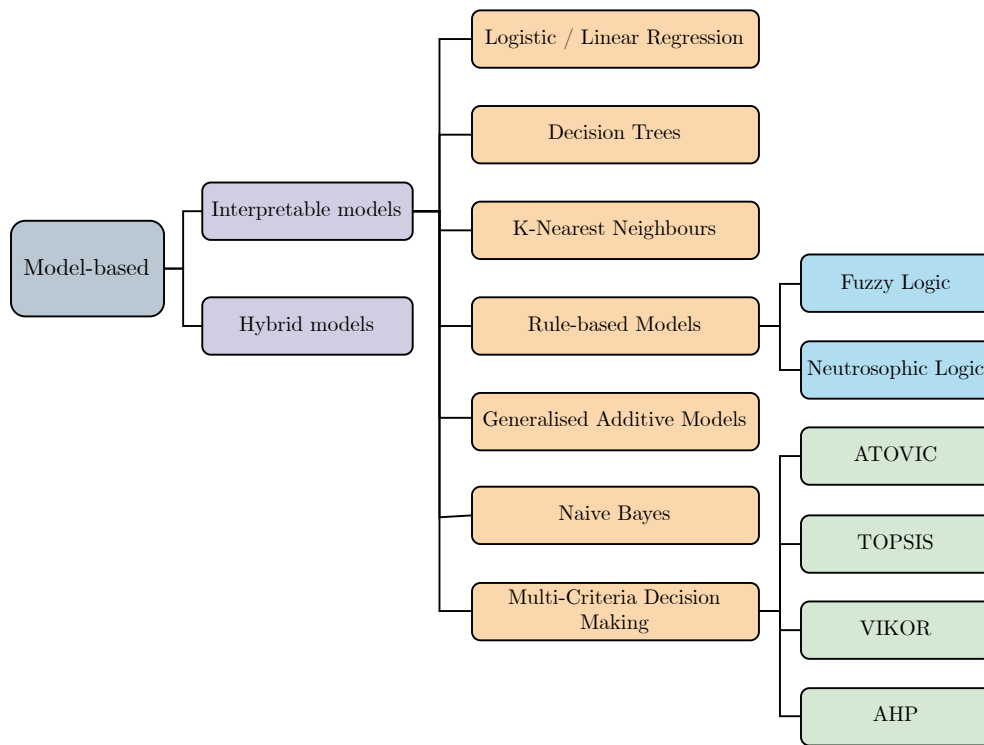 Model-based
Interpretable models
Hybrid models
Logistic / Linear Regression
Decision Trees
K-Nearest Neighbours
Rule-based Models
Generalised Additive Models
Naive Bayes
Multi-Criteria Decision
Making
Fuzzy Logic
Neutrosophic Logic
ATOVIC
TOPSIS
VIKOR
AHP